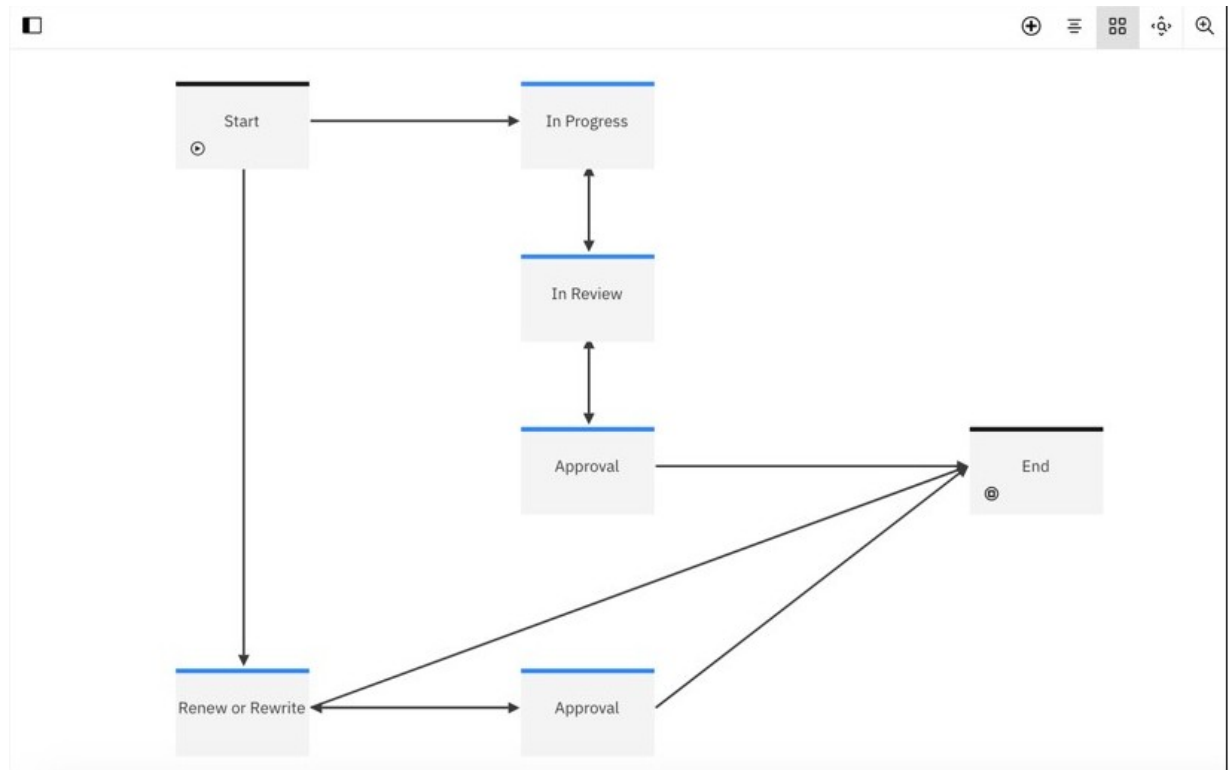 Start
In Progress
In Review
Approval
End
Renew or Rewrite
Approval